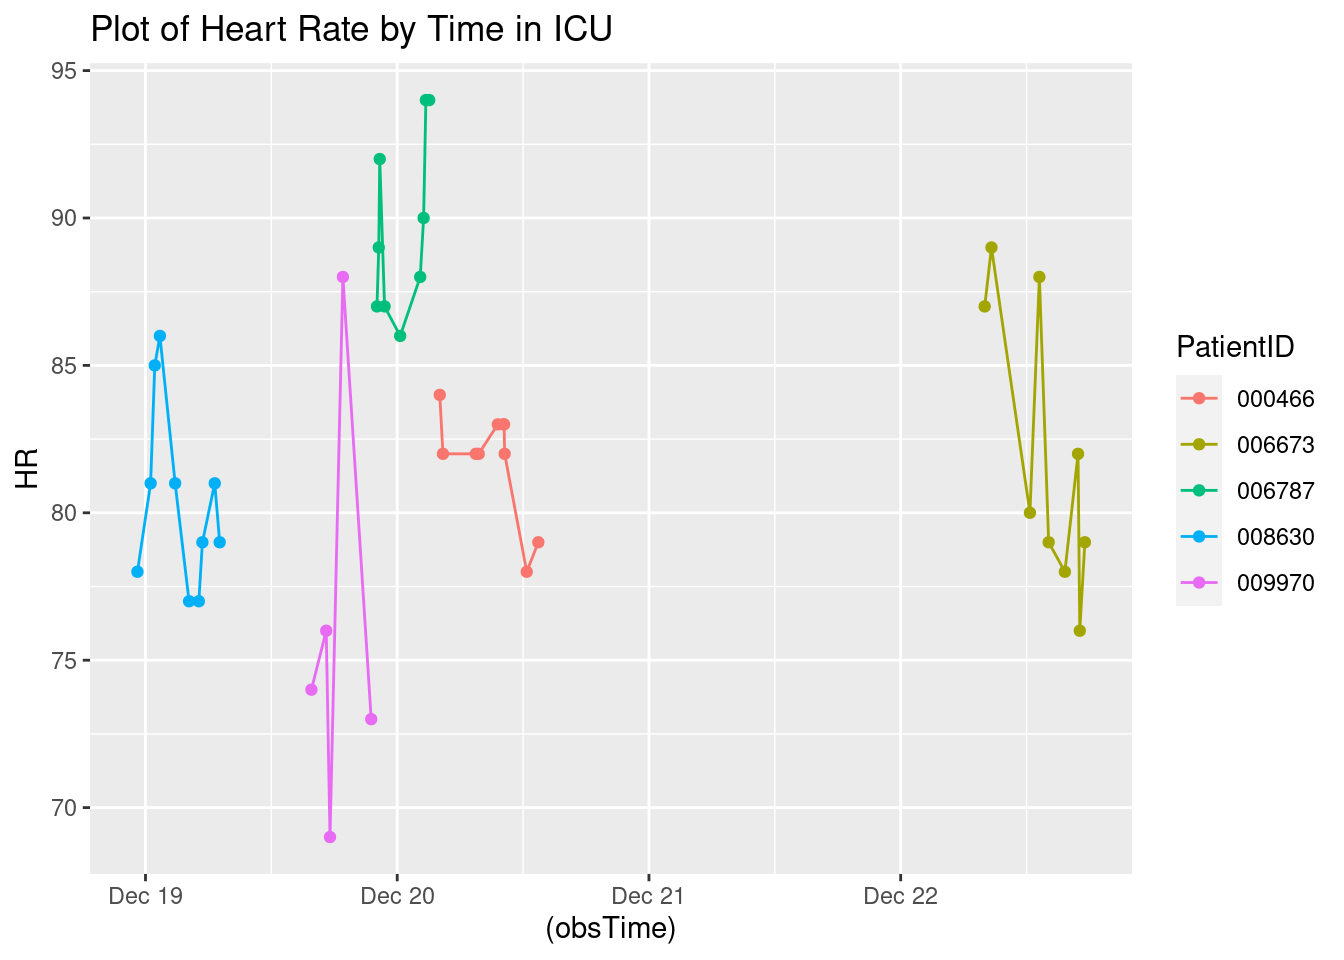 Plot of Heart Rate by Time in ICU
95
90
85
80
75
70
HR
Dec 19
Dec 20
Dec 21
Dec 22
(obsTime)
PatientID
000466
006673
006787
008630
009970